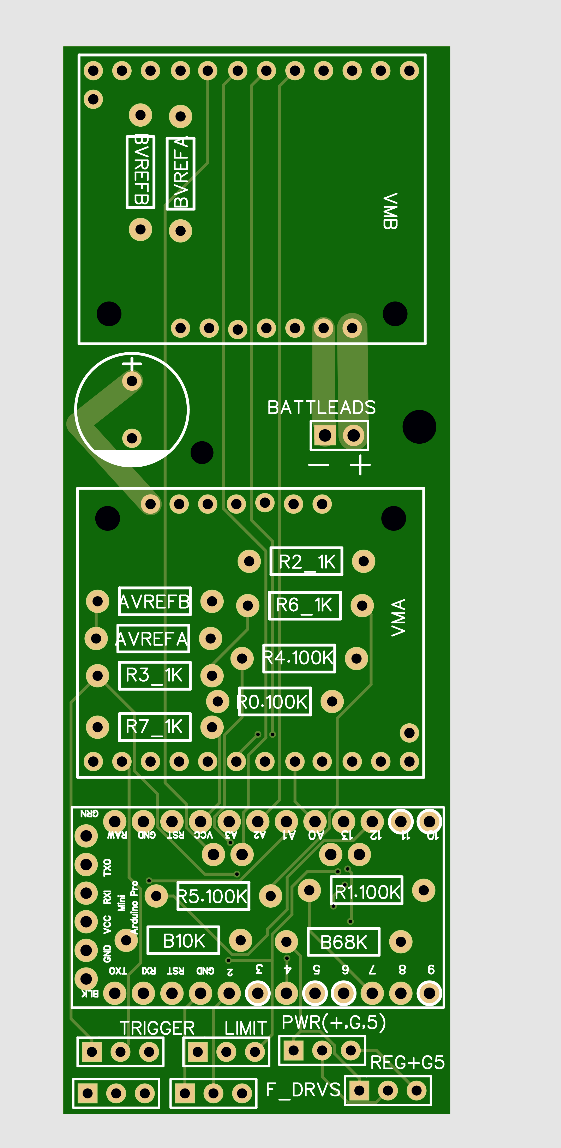 BVREFB
BVREFA
VMB
+
BATTLEADS
− +
R2_1K
AVREFB
R6_1K
VMA
AVREFA
R4.100K
R3_1K
R0.100K
R7_1K
GRN
RAW GND RST VCC A3 A2 A1 A0 13 12 11 10
TXO
RXI
VCC
GND
BLK
Mini
Arduino Pro
R5.100K
R1.100K
B10K
B68K
TXO RXI RST GND 2 3 4 5 6 7 8 9
TRIGGER
LIMIT
PWR(+.G.5)
REG+G5
F_DRVS